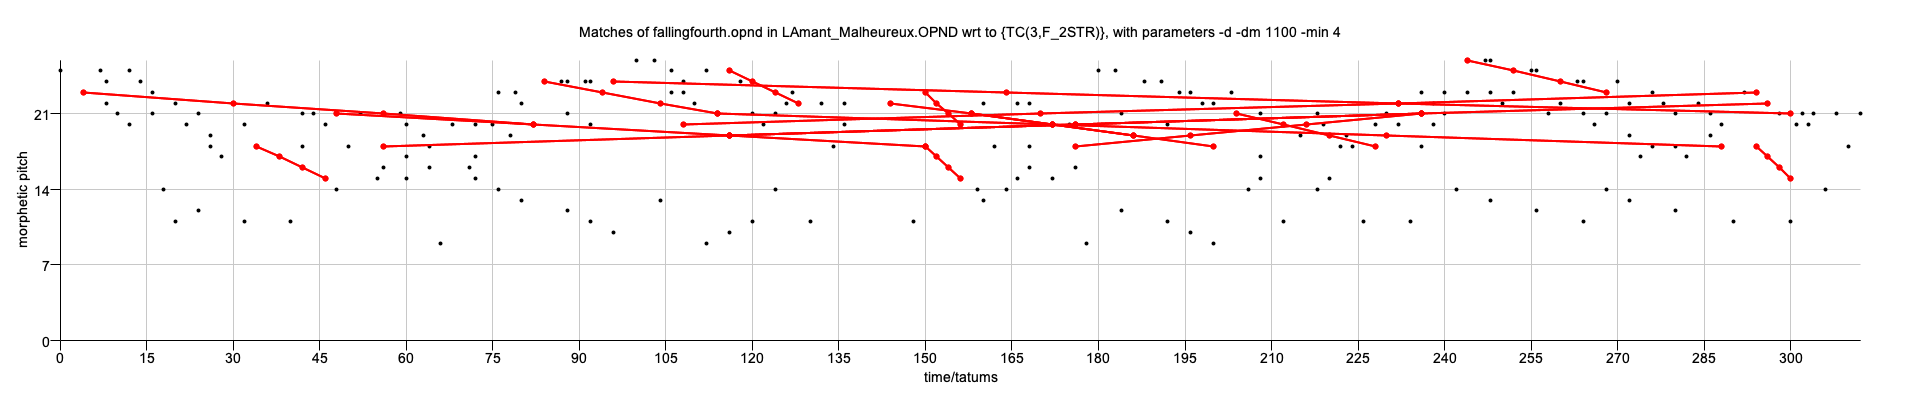 Matches of fallingfourth.opnd in LAmant_Malheureux.OPND wrt to {TC(3,F_2STR)}, with parameters -d -dm 1100 -min 4
morphetic pitch
21
14
7
0
0 15 30 45 60 75 90 105 120 135 150 165 180 195 210 225 240 255 270 285 300
time/tatums